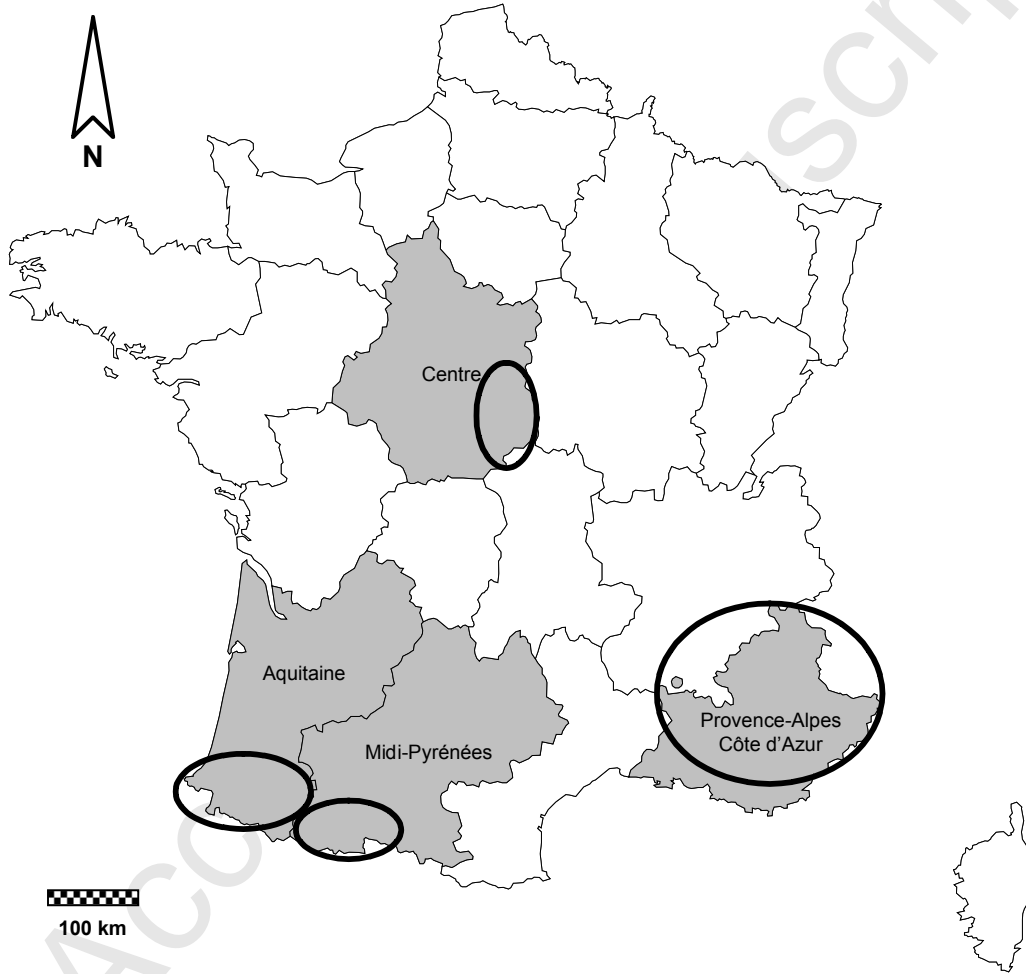 N
Centre
Aquitaine
Provence-Alpes
Côte d'Azur
Midi-Pyrénées
100 km